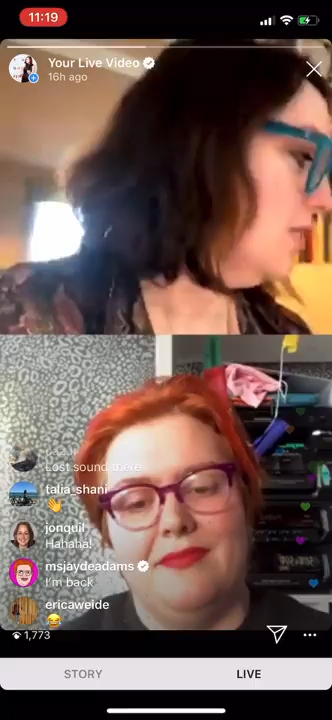 11:19
Your Live Video
16h ago
Lost sound there
talia_shani
👋
jonquil
Hahaha!
msjaydeadams
I'm back
ericaweide
😂
1,773
STORY
LIVE